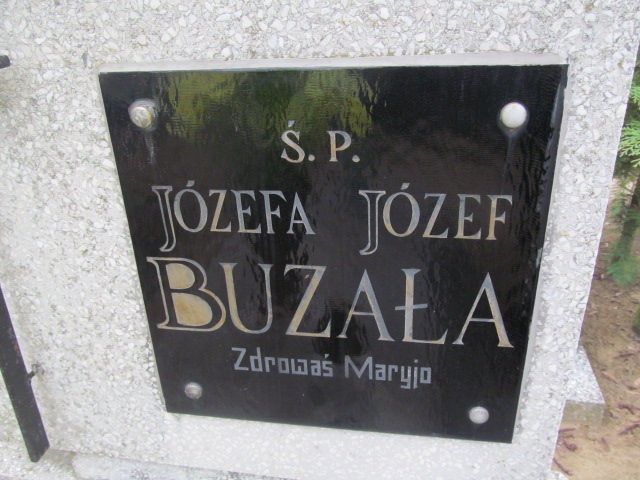 Ś. P.
JÓZEFA JÓZEF
BUZAŁA
Zdrowaś Maryjo